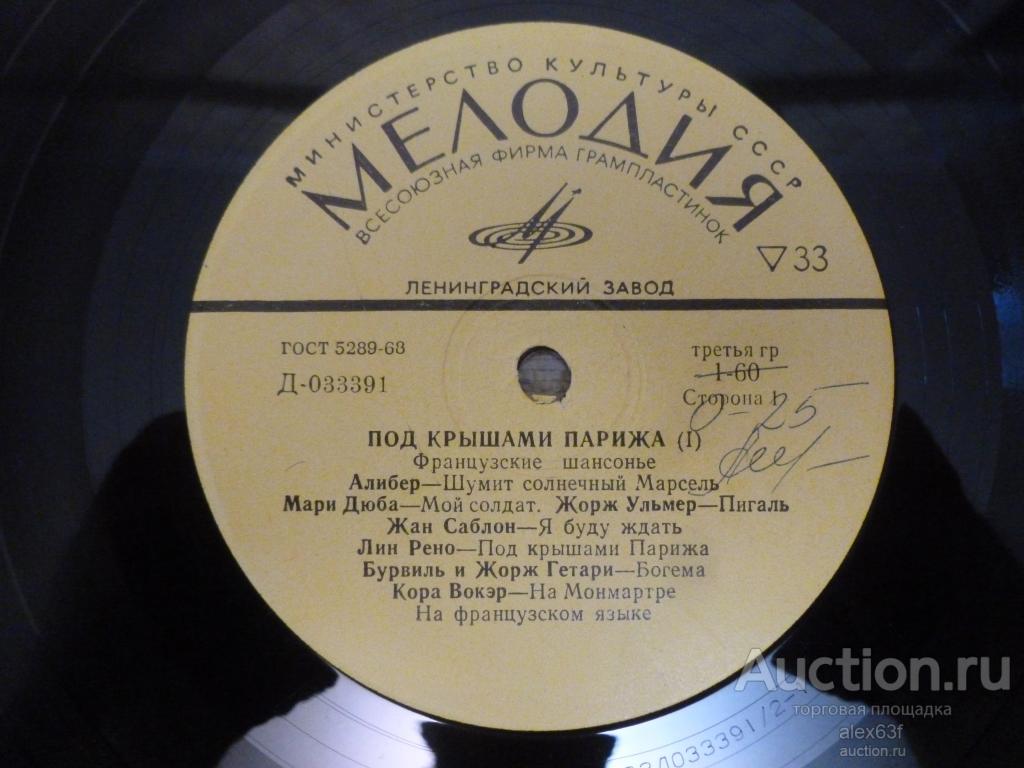 МИНИСТЕРСТВО КУЛЬТУРЫ СССР
МЕЛОДИЯ
ВСЕСОЮЗНАЯ ФИРМА ГРАМПЛАСТИНОК
▽33
ЛЕНИНГРАДСКИЙ ЗАВОД
ГОСТ 5289-68
третья гр
Д-033391
1-60
Сторона 1
0-25
ПОД КРЫШАМИ ПАРИЖА (I)
Французские шансонье
Алибер—Шумит солнечный Марсель
Мари Дюба—Мой солдат. Жорж Ульмер—Пигаль
Жан Саблон—Я буду ждать
Лин Рено—Под крышами Парижа
Бурвиль и Жорж Гетари—Богема
Кора Вокэр—На Монмартре
На французском языке
33Д033391/2-
Auction.ru
торговая площадка
alex63f
auction.ru